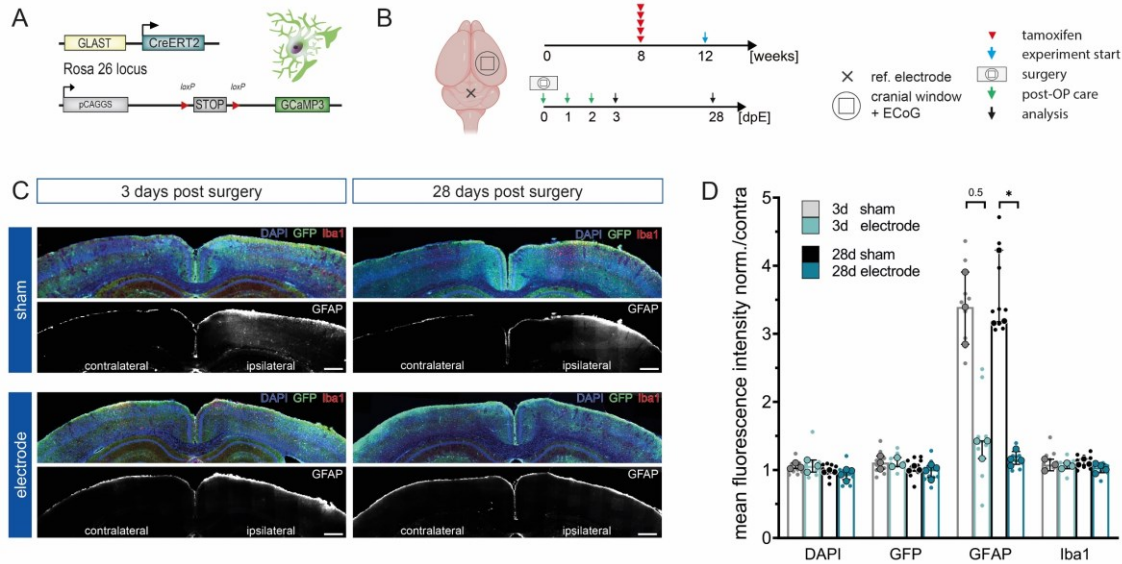 A
GLAST
CreERT2
Rosa 26 locus
loxP
loxP
pCAGGS
STOP
GCaMP3
B
8
12
[weeks]
0
1
2
3
28
[dpE]
ref. electrode
cranial window
+ ECoG
tamoxifen
experiment start
surgery
post-OP care
analysis
C
3 days post surgery
28 days post surgery
sham
DAPI GFP Iba1
DAPI GFP Iba1
GFAP
GFAP
contralateral
ipsilateral
contralateral
ipsilateral
electrode
DAPI GFP Iba1
DAPI GFP Iba1
GFAP
GFAP
contralateral
ipsilateral
contralateral
ipsilateral
D
mean fluorescence intensity norm./contra
5
4
3
2
1
0
3d sham
3d electrode
28d sham
28d electrode
0.5
*
DAPI
GFP
GFAP
Iba1